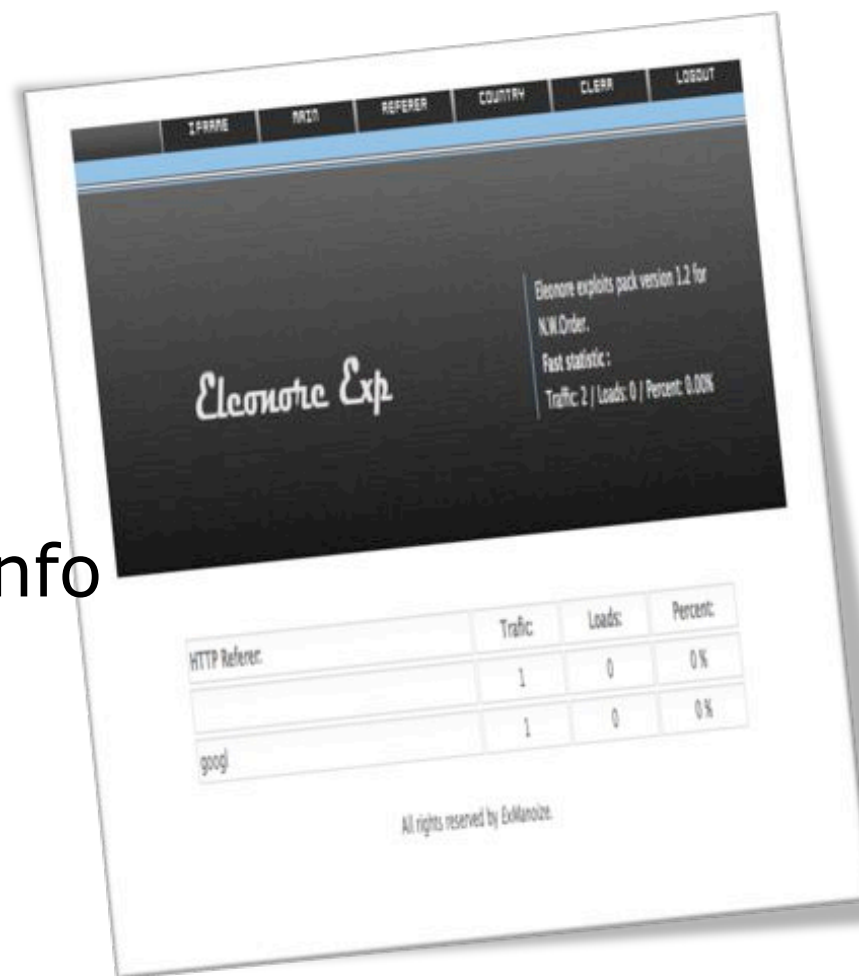 IFRAME MAIN REFERER COUNTRY CLEAR LOGOUT
Eleonore exploits pack version 1.2 for
N.W.Order.
Fast statistic :
Traffic: 2 / Loads: 0 / Percent: 0.00%
Eleonore Exp
nfo
HTTP Referer: Trafic: Loads: Percent:
1 0 0 %
googl 1 0 0 %
All rights reserved by ExManoize.